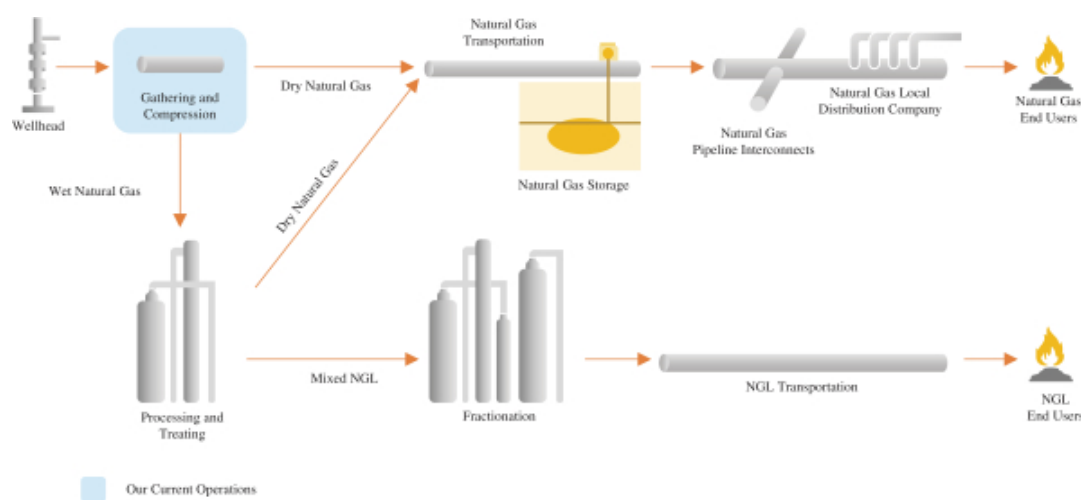 Natural Gas
Transportation
Wellhead
Gathering and
Compression
Dry Natural Gas
Natural Gas Local
Distribution Company
Natural Gas
End Users
Natural Gas
Pipeline Interconnects
Wet Natural Gas
Dry Natural Gas
Natural Gas Storage
Processing and
Treating
Mixed NGL
Fractionation
NGL Transportation
NGL
End Users
Our Current Operations